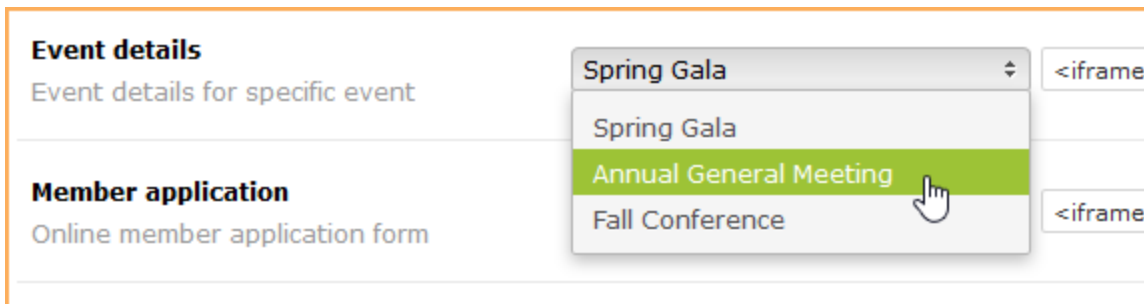 Event details
Event details for specific event
Spring Gala
<iframe
Spring Gala
Annual General Meeting
Fall Conference
Member application
Online member application form
<iframe